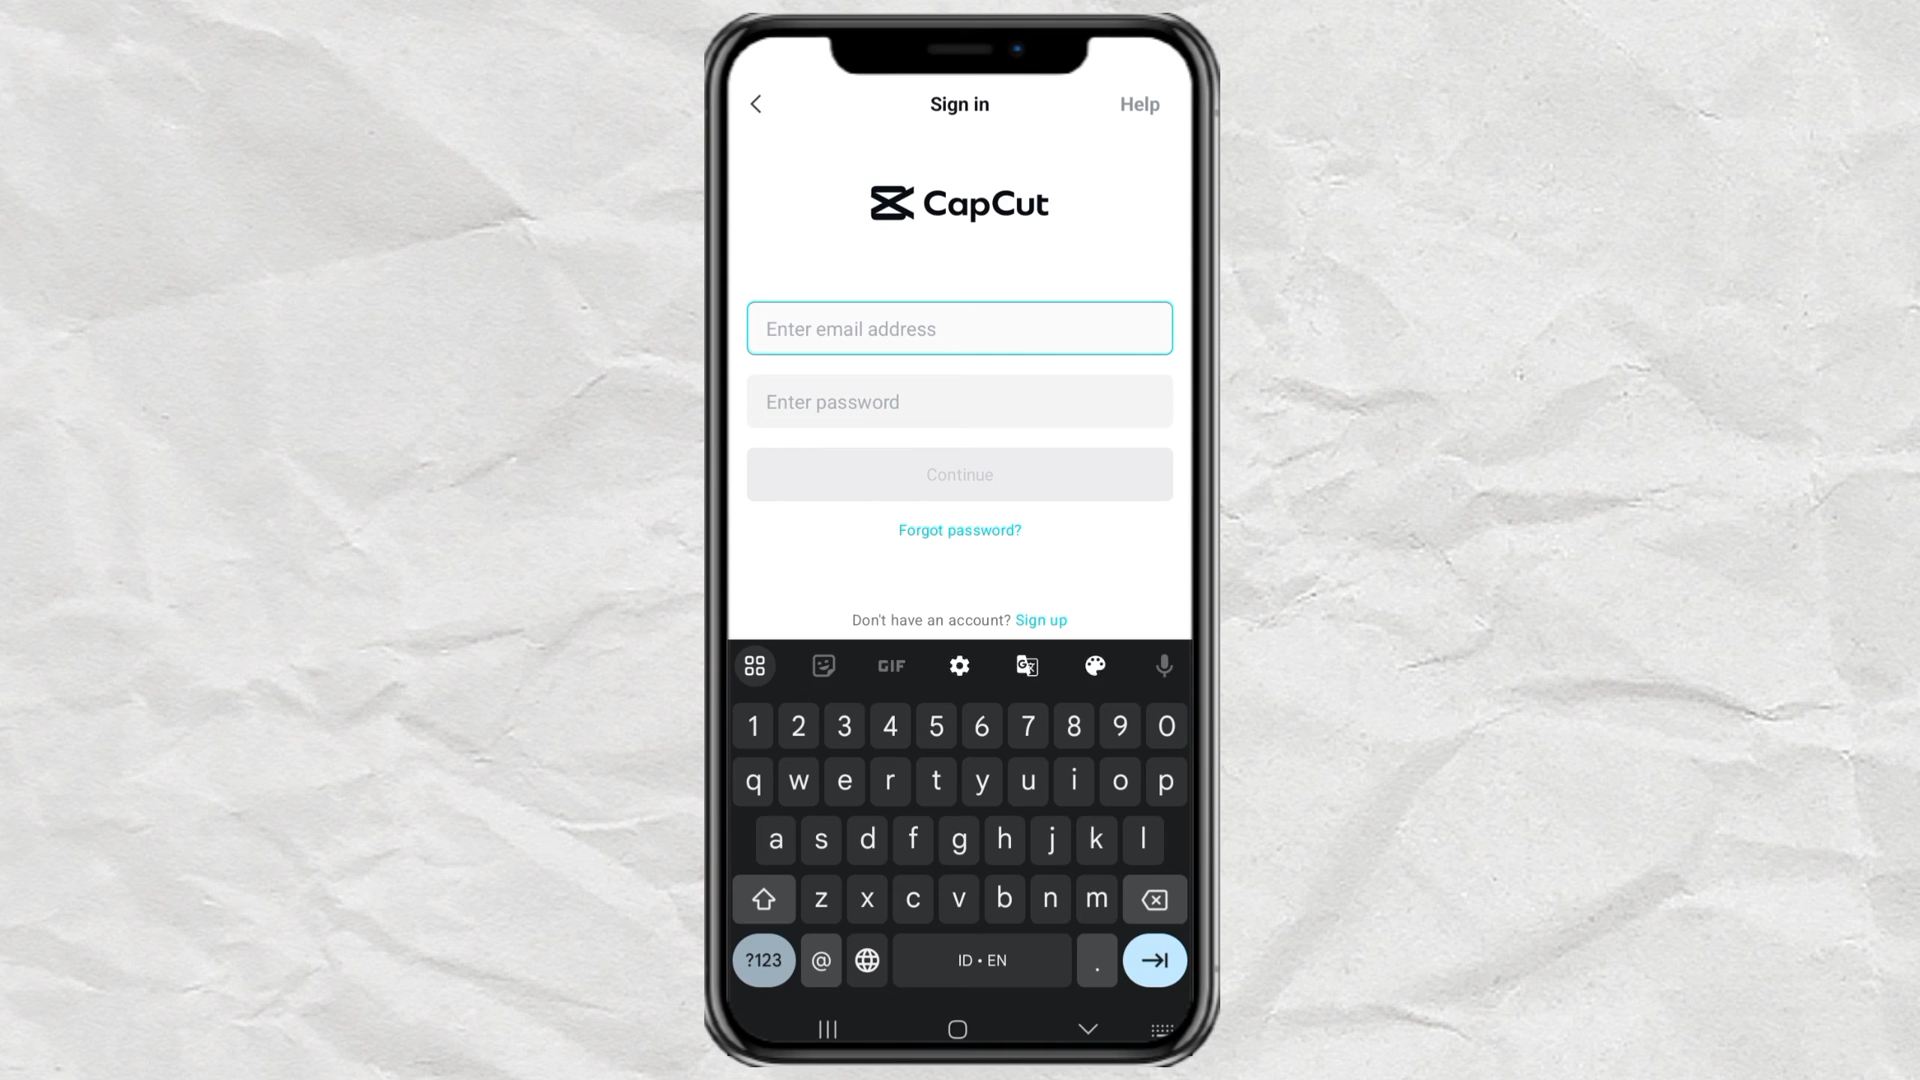 Sign in
Help
CapCut
Enter email address
Enter password
Continue
Forgot password?
Don't have an account? Sign up
GIF
1 2 3 4 5 6 7 8 9 0
q w e r t y u i o p
a s d f g h j k l
z x c v b n m
?123 @ ID • EN .